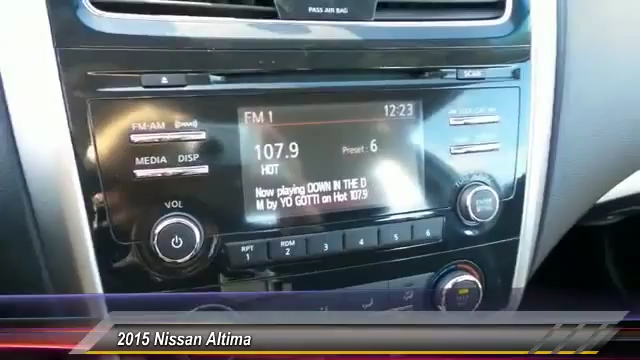 PASS AIR BAG
SCAN
FM-AM
MEDIA DISP
VOL
FM 1 12:23
107.9 Preset : 6
HOT
Now playing DOWN IN THE D
M by YO GOTTI on Hot 107.9
RPT RDM
1 2 3 4 5 6
2015 Nissan Altima